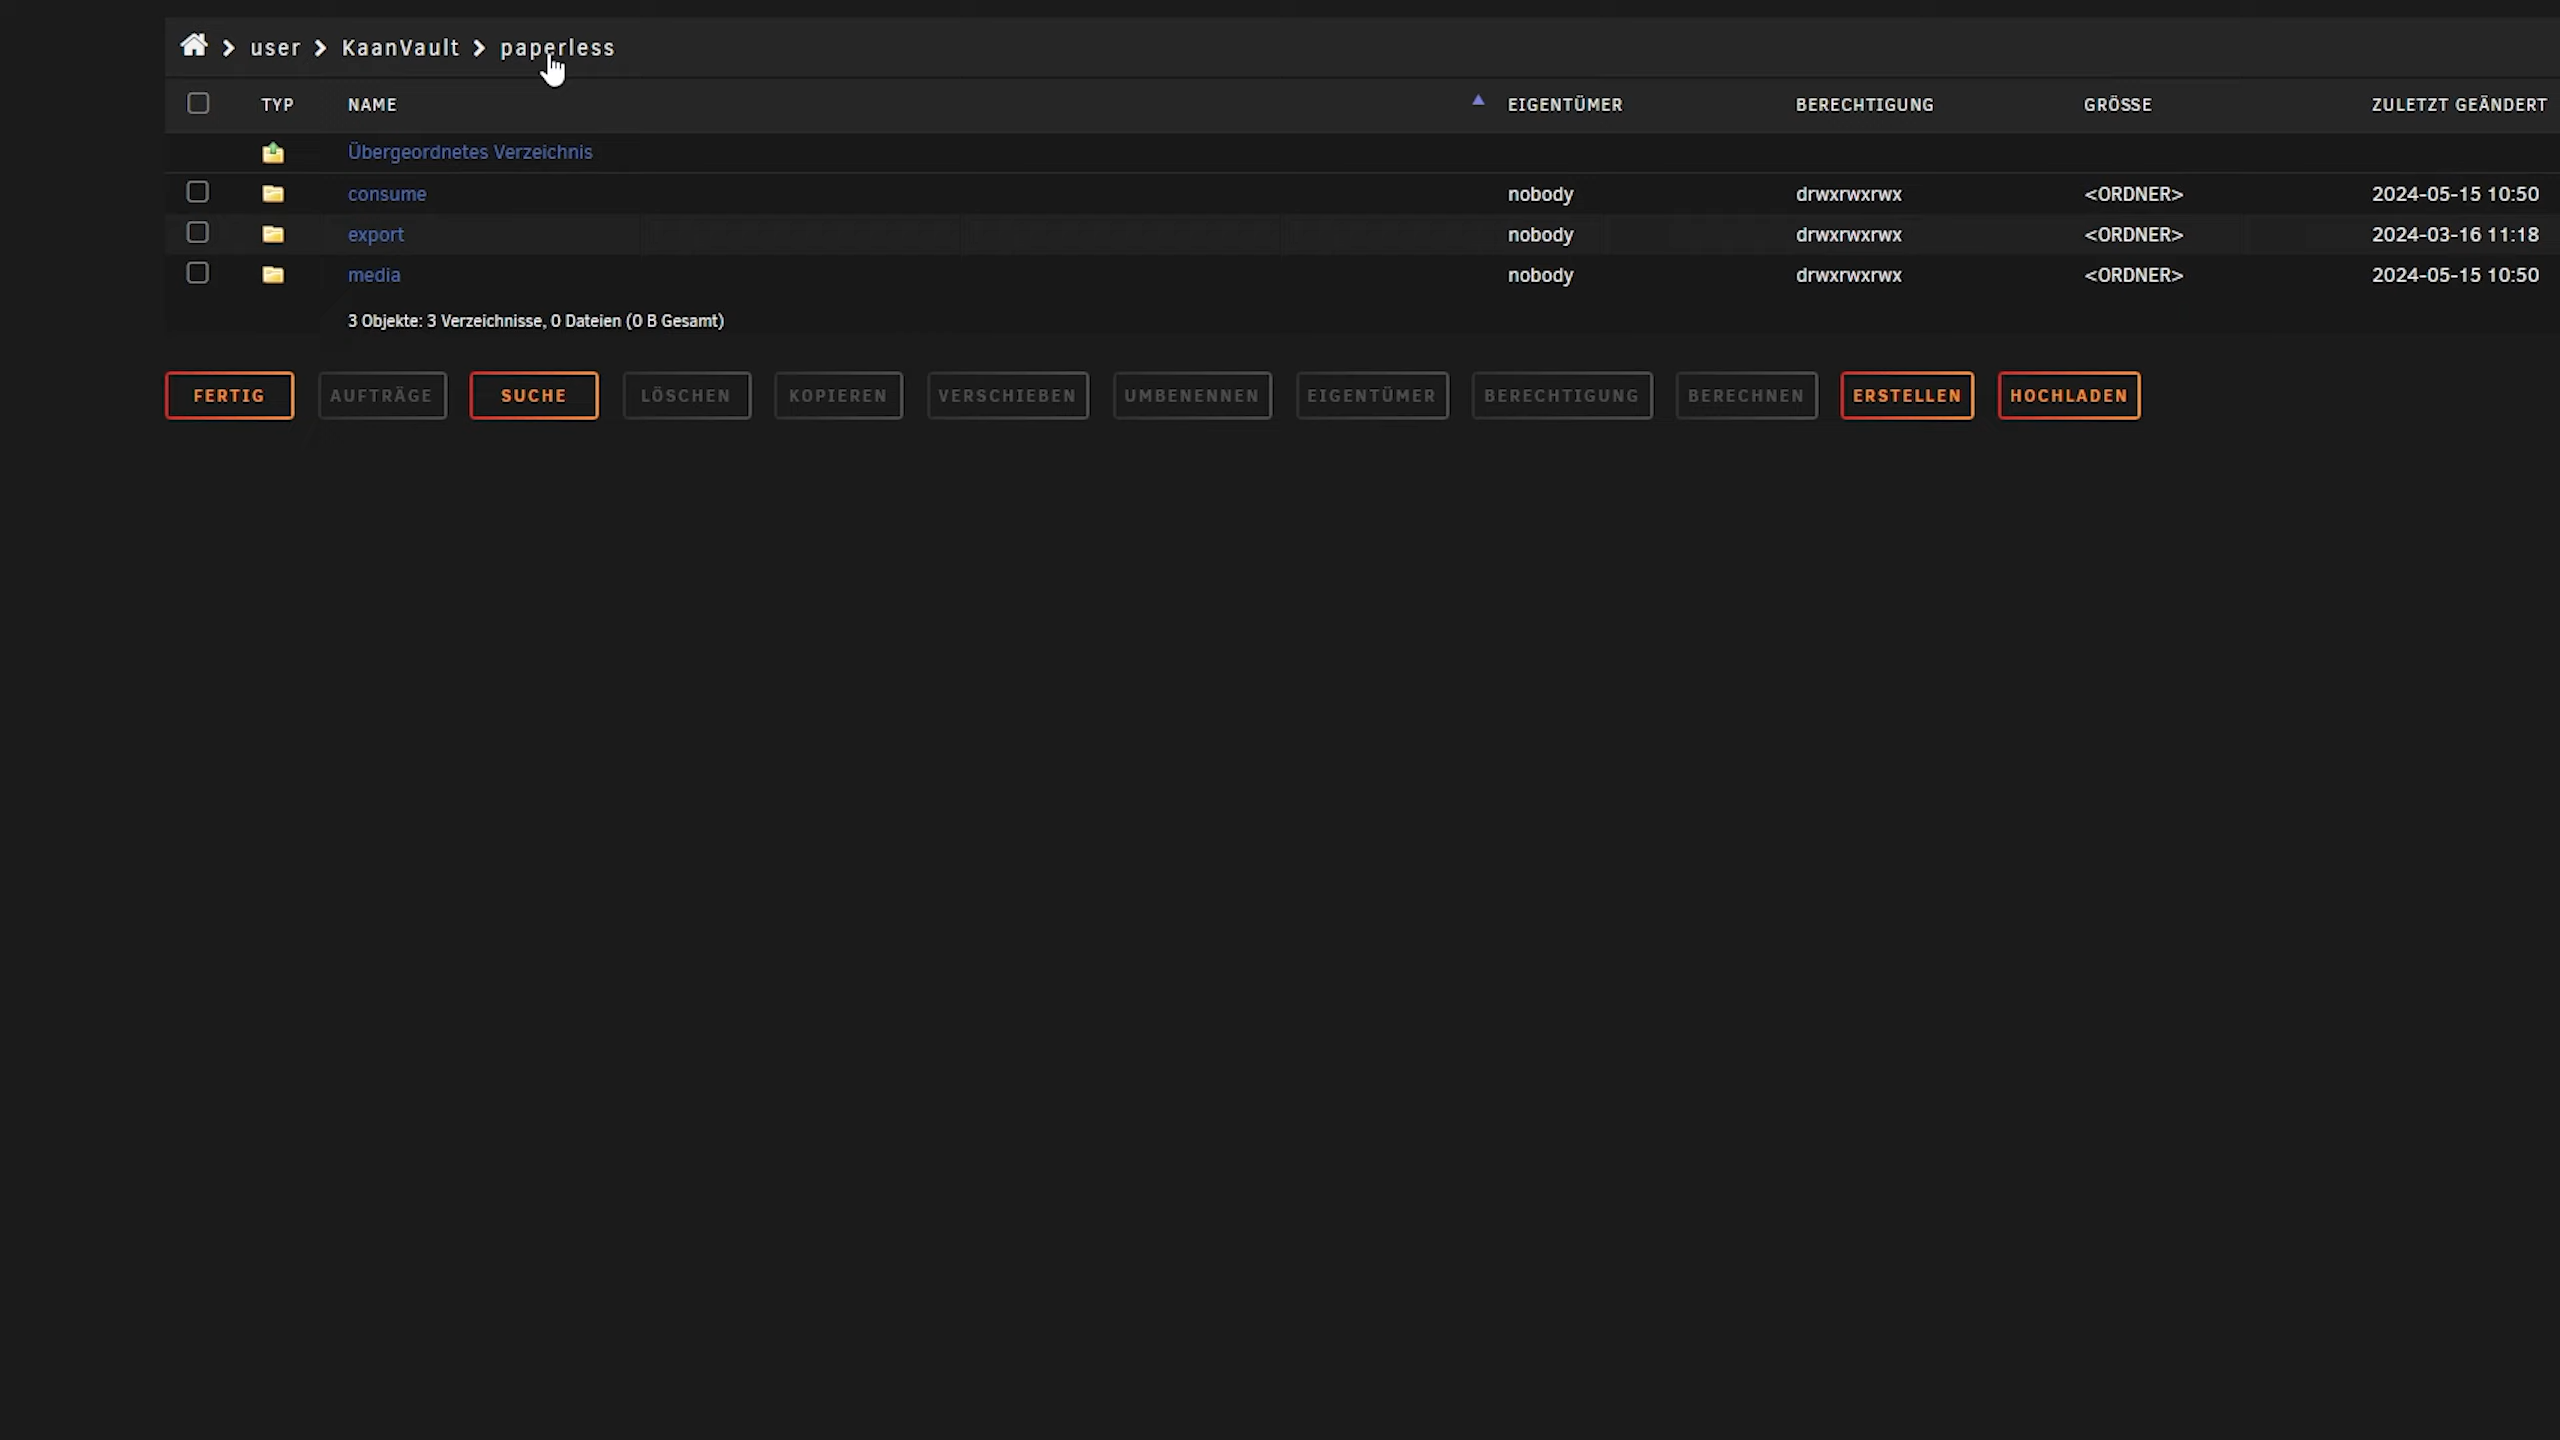 user > KaanVault > paperless
TYP NAME EIGENTÜMER BERECHTIGUNG GRÖSSE ZULETZT GEÄNDERT
Übergeordnetes Verzeichnis
consume nobody drwxrwxrwx <ORDNER> 2024-05-15 10:50
export nobody drwxrwxrwx <ORDNER> 2024-03-16 11:18
media nobody drwxrwxrwx <ORDNER> 2024-05-15 10:50
3 Objekte: 3 Verzeichnisse, 0 Dateien (0 B Gesamt)
FERTIG AUFTRÄGE SUCHE LÖSCHEN KOPIEREN VERSCHIEBEN UMBENENNEN EIGENTÜMER BERECHTIGUNG BERECHNEN ERSTELLEN HOCHLADEN